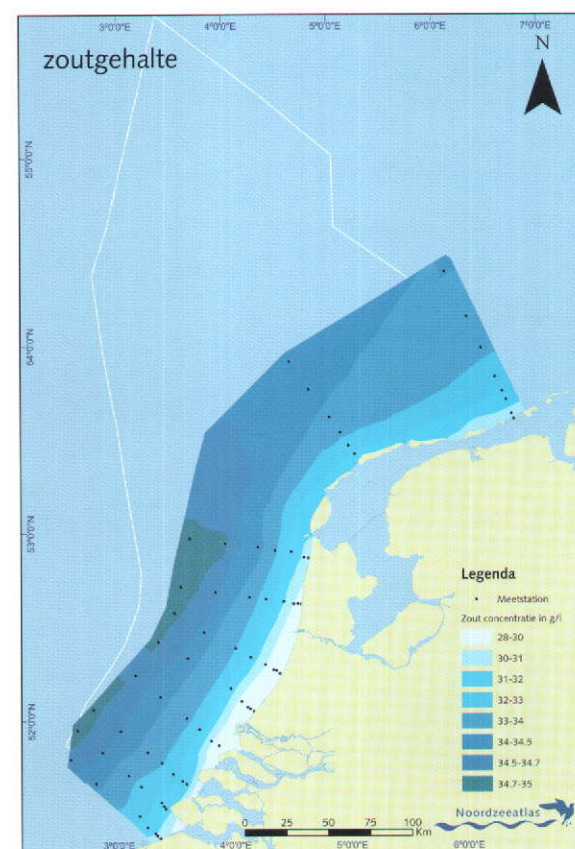 3°0'0"E 4°0'0"E 5°0'0"E 6°0'0"E 7°0'0"E
zoutgehalte
N
55°0'0"N
54°0'0"N
53°0'0"N
52°0'0"N
Legenda
Meetstation
Zout concentratie in g/l
28-30
30-31
31-32
32-33
33-34
34-34.5
34.5-34.7
34.7-35
Noordzeeatlas
0 25 50 75 100
Km
3°0'0"E 4°0'0"E 5°0'0"E 6°0'0"E